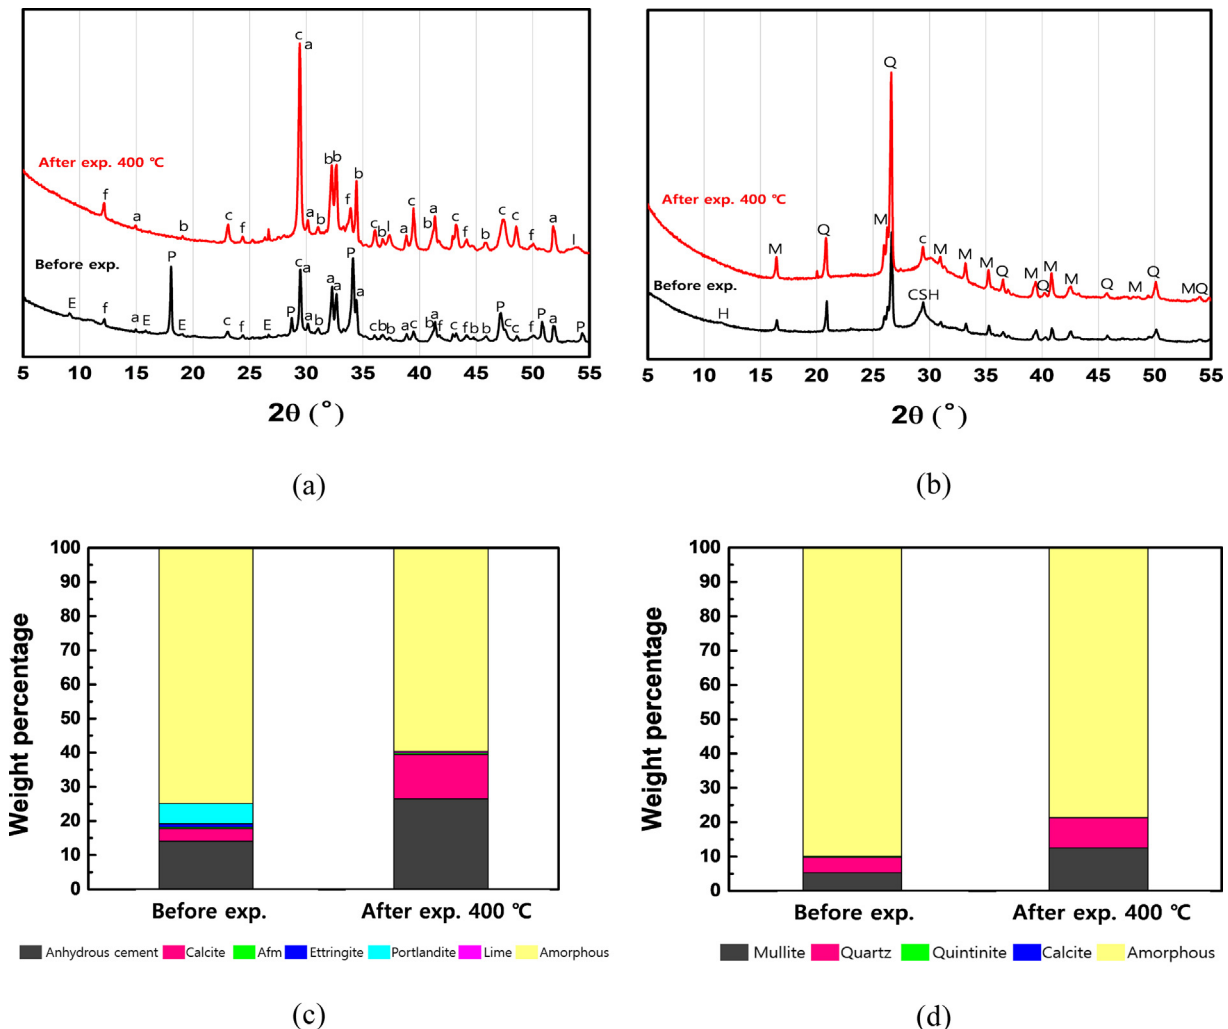 c
a
After exp. 400 ℃
b b
b
f
a
b
c
f
a
b
f
c
b l
a
c
b
a
c
f
b
c
c
f
a
l
Before exp.
E
f
a E
P
b
c
f
E
P
c
a
a
b
a
a
P
a
c b b
a c
b
a
f
c
f b b
P
c c
f
P
a
P
5 10 15 20 25 30 35 40 45 50 55
2θ (°)
(a)
Q
After exp. 400 ℃
M
Q
M
c
M
M
M
Q
M
Q
M
M
Q
M
Q
M Q
Before exp.
H
CSH
5 10 15 20 25 30 35 40 45 50 55
2θ (°)
(b)
Weight percentage
100
90
80
70
60
50
40
30
20
10
0
Before exp. After exp. 400 ℃
Anhydrous cement Calcite Afm Ettringite Portlandite Lime Amorphous
(c)
Weight percentage
100
90
80
70
60
50
40
30
20
10
0
Before exp. After exp. 400 ℃
Mullite Quartz Quintinite Calcite Amorphous
(d)